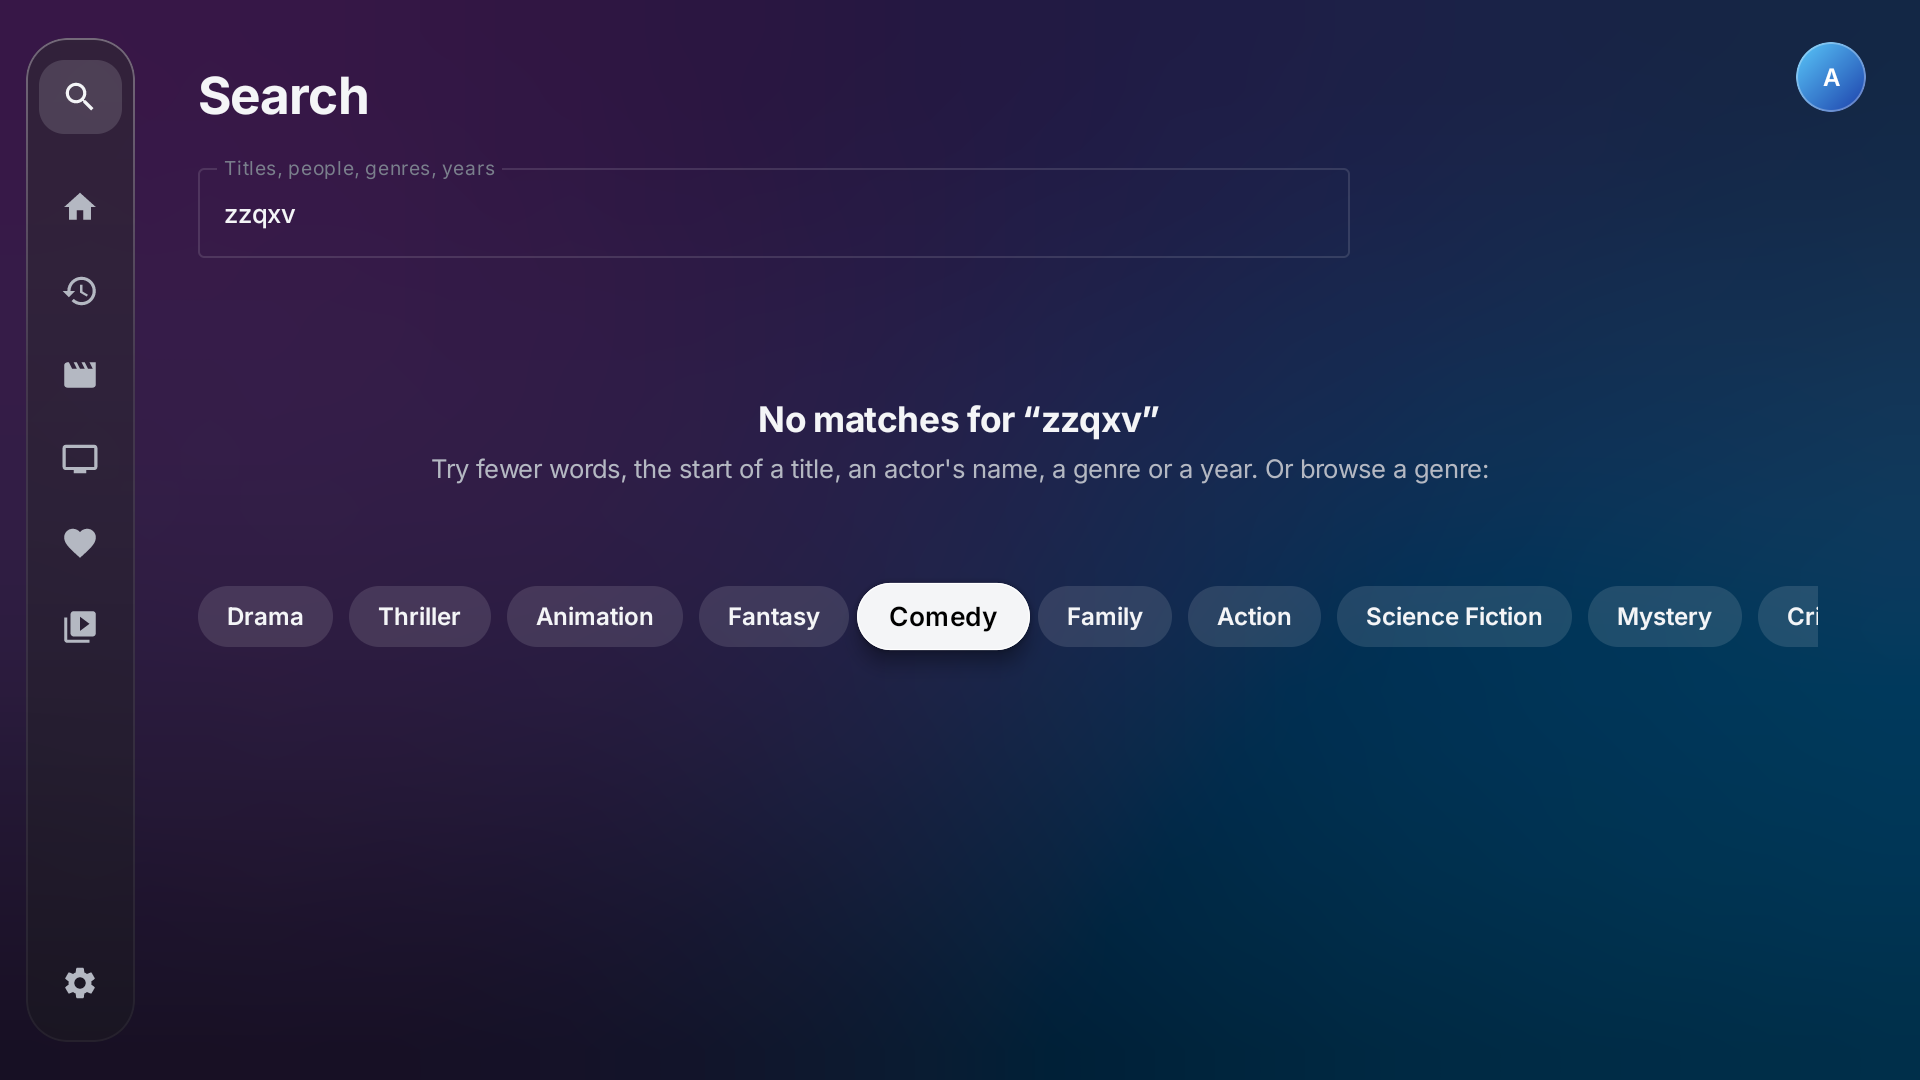 Search
A
Titles, people, genres, years
zzqxv
No matches for “zzqxv”
Try fewer words, the start of a title, an actor's name, a genre or a year. Or browse a genre:
Drama Thriller Animation Fantasy Comedy Family Action Science Fiction Mystery Cri